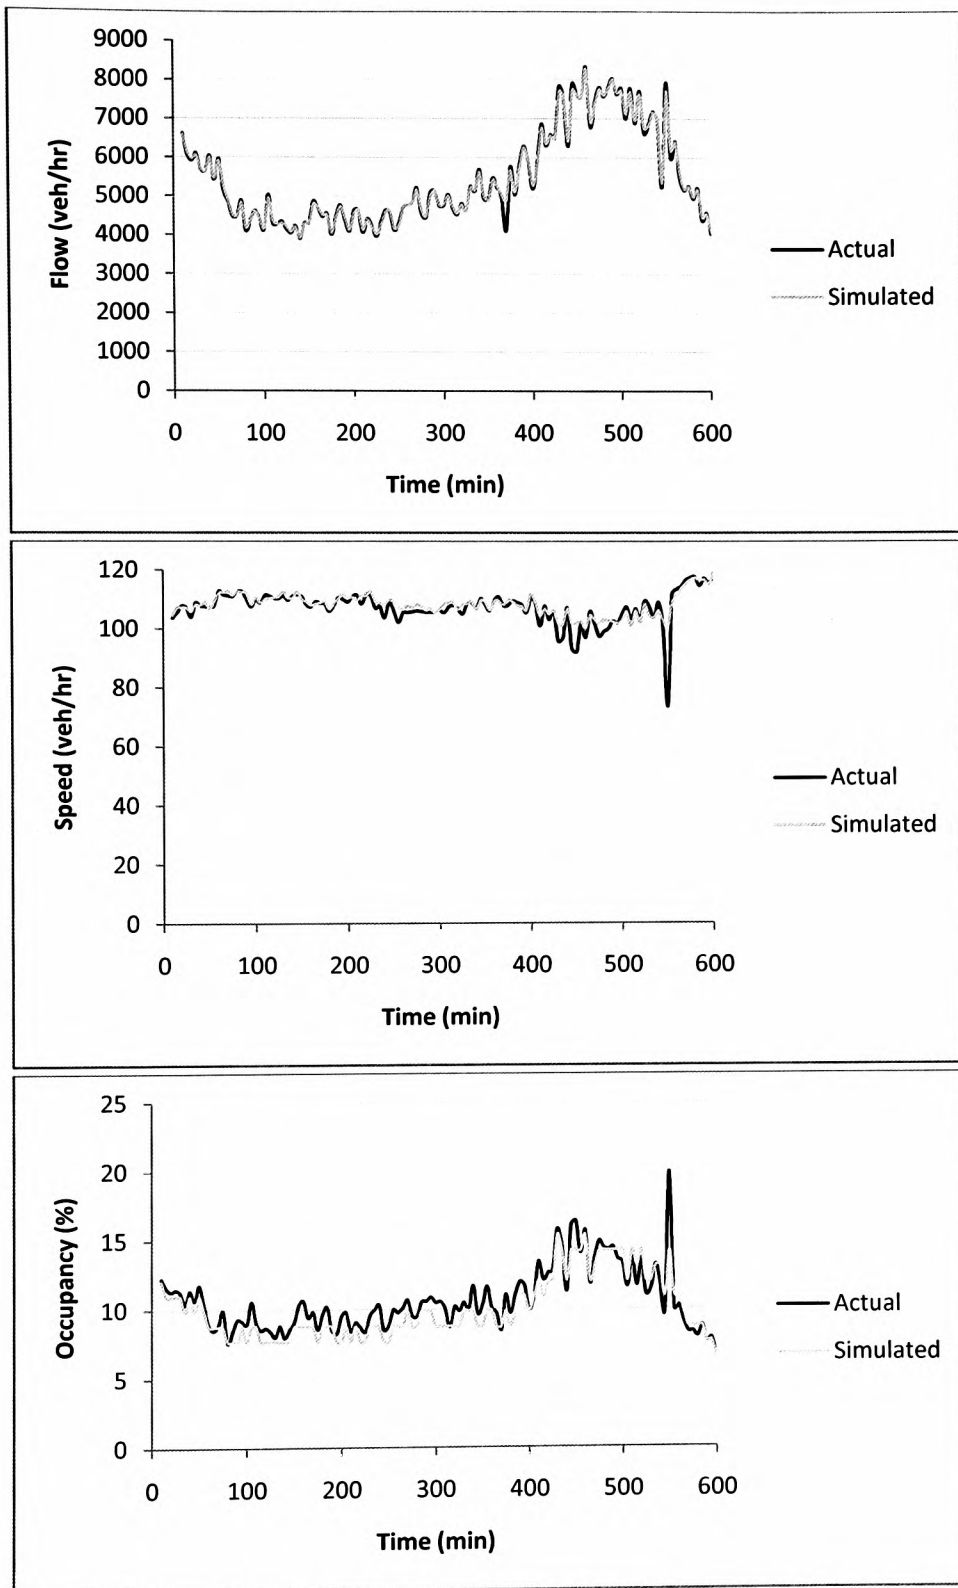 9000
8000
7000
6000
5000
4000
3000
2000
1000
0
Flow (veh/hr)
0 100 200 300 400 500 600
Time (min)
Actual
Simulated
120
100
80
60
40
20
0
Speed (veh/hr)
0 100 200 300 400 500 600
Time (min)
Actual
Simulated
25
20
15
10
5
0
Occupancy (%)
0 100 200 300 400 500 600
Time (min)
Actual
Simulated